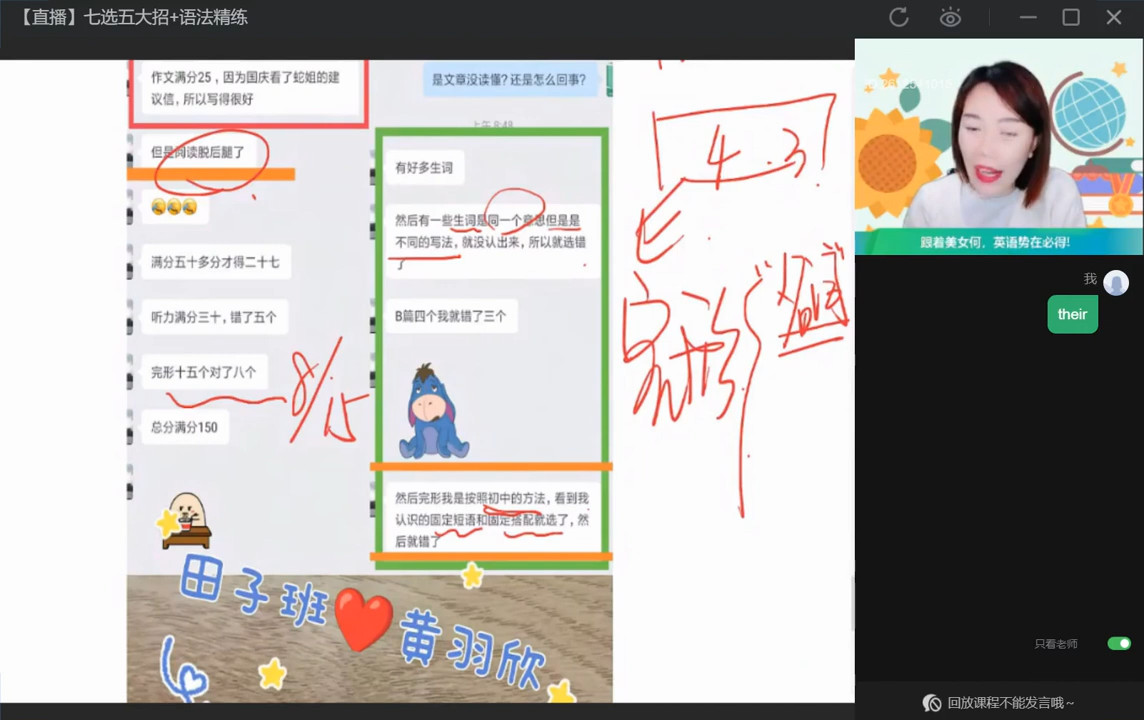 【直播】七选五大招+语法精练
作文满分25，因为国庆看了蛇姐的建
议信，所以写得很好
但是阅读脱后腿了
满分五十多分才得二十七
听力满分三十，错了五个
完形十五个对了八个
8/15
总分满分150
是文章没读懂？还是怎么回事？
上午 8:49
有好多生词
然后有一些生词是同一个意思但是是
不同的写法，就没认出来，所以就选错
了
B篇四个我就错了三个
然后完形我是按照初中的方法，看到我
认识的固定短语和固定搭配就选了，然
后就错了
田子班
黄羽欣
4.3
完形
跟着美女何，英语势在必得!
我
their
只看老师
回放课程不能发言哦~